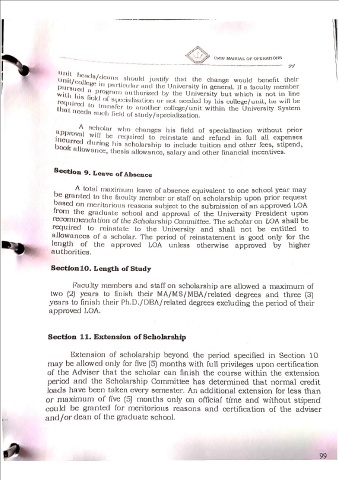 CVSU MANUAL OF OPERATIONS
99
unit heads/deans should justify that the change would benefit their
unit/college in particular and the University in general. If a faculty member
pursued a program authorized by the University but which is not in line
with his field of specialization or not needed by his college/unit, he will be
required to transfer to another college/unit within the University System
that needs such field of study/specialization.
A scholar who changes his field of specialization without prior
approval will be required to reinstate and refund in full all expenses
incurred during his scholarship to include tuition and other fees, stipend,
book allowance, thesis allowance, salary and other financial incentives.
Section 9. Leave of Absence
A total maximum leave of absence equivalent to one school year may
be granted to the faculty member or staff on scholarship upon prior request
based on meritorious reasons subject to the submission of an approved LOA
from the graduate school and approval of the University President upon
recommendation of the Scholarship Committee. The scholar on LOA shall be
required to reinstate to the University and shall not be entitled to
allowances of a scholar. The period of reinstatement is good only for the
length of the approved LOA unless otherwise approved by higher
authorities.
Section10. Length of Study
Faculty members and staff on scholarship are allowed a maximum of
two (2) years to finish their MA/MS/MBA/related degrees and three (3)
years to finish their Ph.D./DBA/related degrees excluding the period of their
approved LOA.
Section 11. Extension of Scholarship
Extension of scholarship beyond the period specified in Section 10
may be allowed only for five (5) months with full privileges upon certification
of the Adviser that the scholar can finish the course within the extension
period and the Scholarship Committee has determined that normal credit
loads have been taken every semester. An additional extension for less than
or maximum of five (5) months only on official time and without stipend
could be granted for meritorious reasons and certification of the adviser
and/or dean of the graduate school.
99